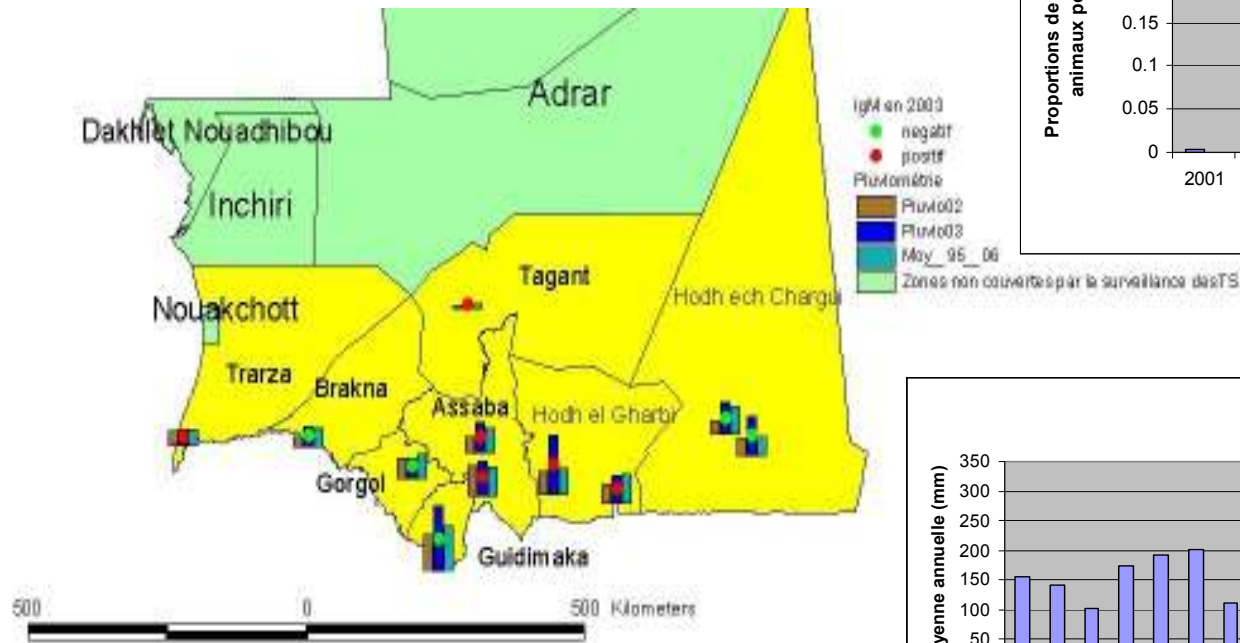 Adrar
Dakhlet Nouadhibou
Inchiri
Tagant
Nouakchott
Hodh ech Chargui
Trarza
Brakna
Assaba
Hodh el Gharbi
Gorgol
Guidimaka
500 0 500 Kilometers
IgM en 2003
negatif
positif
Pluviométrie
Pluvio02
Pluvio03
Moy_95_06
Zones non couvertes par la surveillance desTS
Proportions de
animaux
0.15
0.1
0.05
0
2001
yenne annuelle (mm)
350
300
250
200
150
100
50